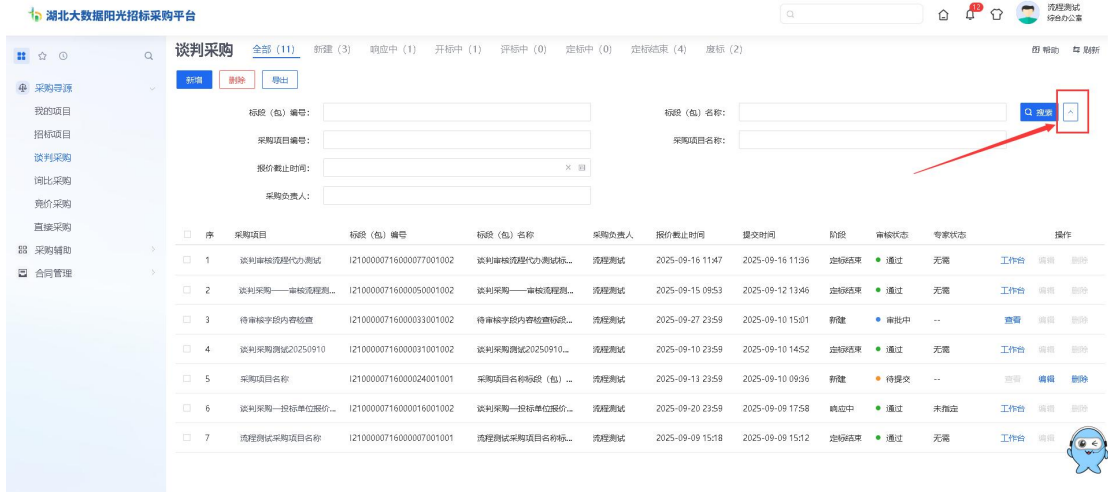 湖北大数据阳光招标采购平台
12
流程测试
综合办公室
谈判采购 全部（11） 新建（3） 响应中（1） 开标中（1） 评标中（0） 定标中（0） 定标结束（4） 废标（2） 帮助 刷新
新增 删除 导出
采购寻源
我的项目
招标项目
谈判采购
询比采购
竞价采购
直接采购
采购辅助
合同管理
标段（包）编号： 标段（包）名称： 搜索
采购项目编号： 采购项目名称：
报价截止时间：
采购负责人：
序 采购项目 标段（包）编号 标段（包）名称 采购负责人 报价截止时间 提交时间 阶段 审核状态 专家状态 操作
1 谈判审核流程代办测试 I2100000716000077001002 谈判审核流程代办测试标... 流程测试 2025-09-16 11:47 2025-09-16 11:36 定标结束 通过 无需 工作台 编辑 删除
2 谈判采购——审核流程测... I2100000716000050001002 谈判采购——审核流程测... 流程测试 2025-09-15 09:53 2025-09-12 13:46 定标结束 通过 无需 工作台 编辑 删除
3 待审核字段内容检查 I2100000716000033001002 待审核字段内容检查标段... 流程测试 2025-09-27 23:59 2025-09-10 15:01 新建 审批中 -- 查看 编辑 删除
4 谈判采购测试20250910 I2100000716000031001002 谈判采购测试20250910... 流程测试 2025-09-10 23:59 2025-09-10 14:52 定标结束 通过 无需 工作台 编辑 删除
5 采购项目名称 I2100000716000024001001 采购项目名称标段（包）... 流程测试 2025-09-13 23:59 2025-09-10 09:36 新建 待提交 -- 查看 编辑 删除
6 谈判采购—投标单位报价... I2100000716000016001002 谈判采购—投标单位报价... 流程测试 2025-09-20 23:59 2025-09-09 17:58 响应中 通过 未指定 工作台 编辑 删除
7 流程测试采购项目名称 I2100000716000007001001 流程测试采购项目名称标... 流程测试 2025-09-09 15:18 2025-09-09 15:12 定标结束 通过 无需 工作台 编辑